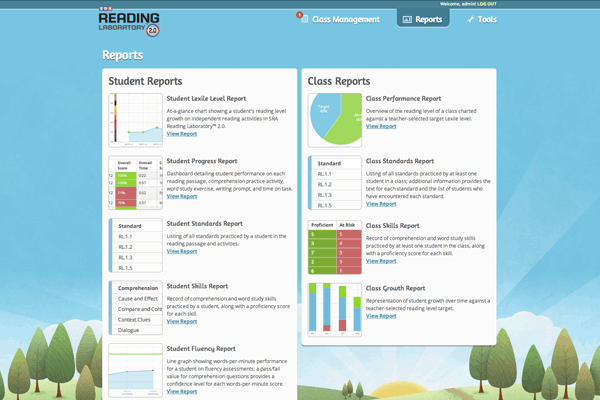 Welcome, admin! LOG OUT
SRA
READING
LABORATORY 2.0
Class Management
Reports
Tools
Reports
Student Reports
Student Lexile Level Report
At-a-glance chart showing a student's reading level
growth on independent reading activities in SRA
Reading Laboratory™ 2.0.
View Report
Overall Score
Overall Time
Student Progress Report
Dashboard detailing student performance on each
reading passage, comprehension practice activity,
word study exercise, writing prompt, and time on task.
View Report
Standard
RL.1.1
RL.1.2
RL.1.3
RL.1.5
Student Standards Report
Listing of all standards practiced by a student in the
reading passage and activities.
View Report
Comprehension
Cause and Effect
Compare and Cont
Context Clues
Dialogue
Student Skills Report
Record of comprehension and word study skills
practiced by a student, along with a proficiency score
for each skill.
View Report
Student Fluency Report
Line graph showing words-per-minute performance
for a student on fluency assessments; a pass/fail
value for comprehension questions provides a
confidence level for each words-per-minute score.
View Report
Class Reports
Class Performance Report
Overview of the reading level of a class charted
against a teacher-selected target Lexile level.
View Report
Standard
RL.1.1
RL.1.2
RL.1.3
RL.1.5
Class Standards Report
Listing of all standards practiced by at least one
student in a class; additional information provides the
text for each standard and the list of students who
have encountered each standard.
View Report
Proficient At Risk
Class Skills Report
Record of comprehension and word study skills
practiced by at least one student in the class, along
with a proficiency score for each skill.
View Report
Class Growth Report
Representation of student growth over time against a
teacher-selected reading level target.
View Report